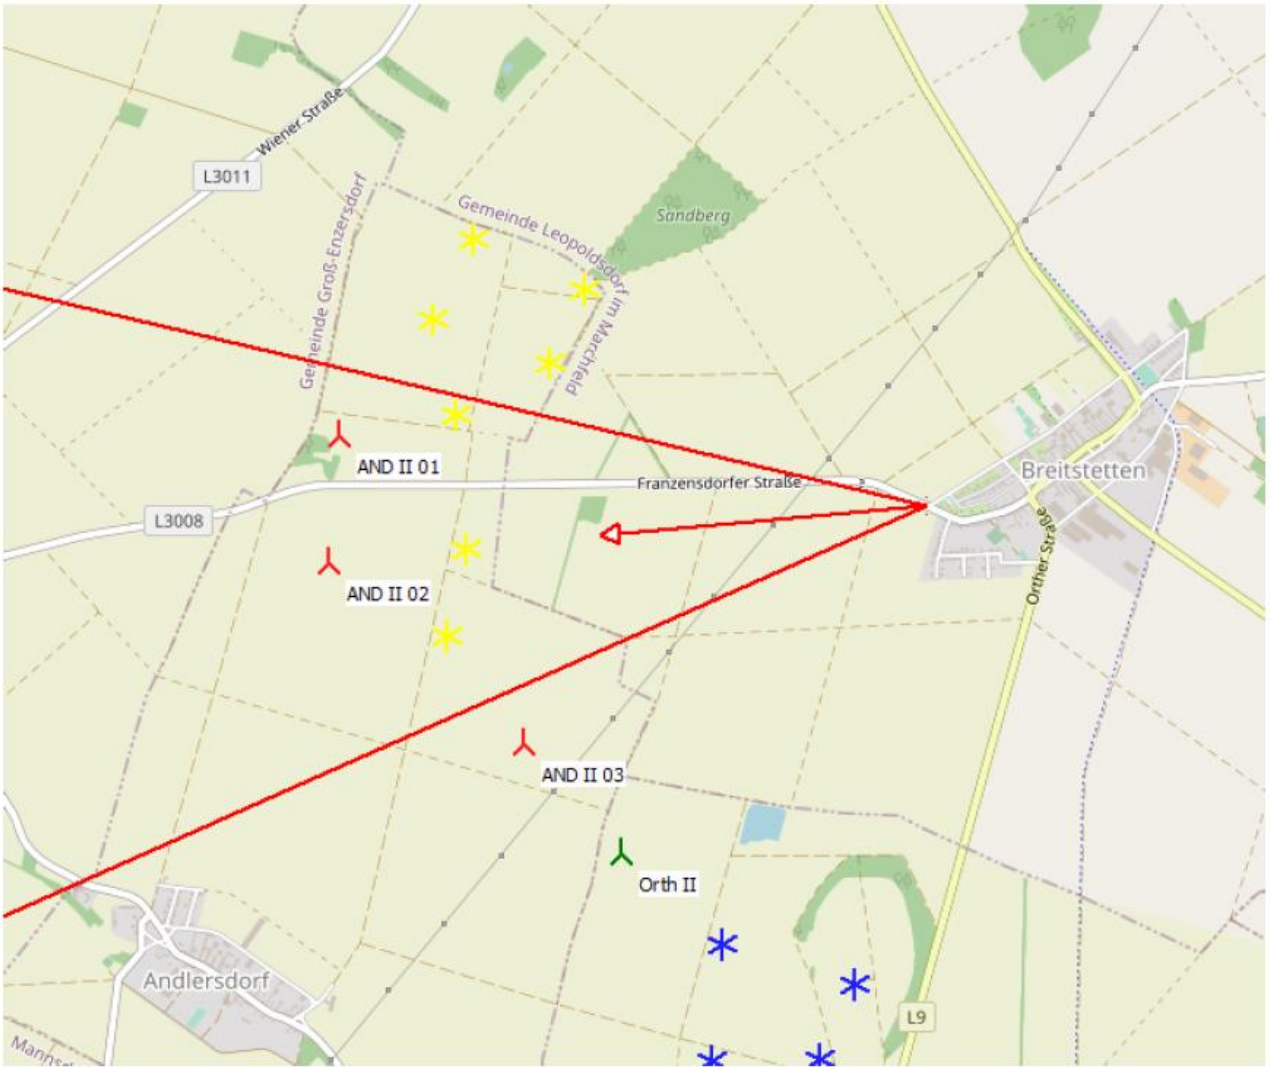 Wiener Straße
L3011
Gemeinde Groß-Enzersdorf
Gemeinde Leopoldsdorf im Marchfeld
Sandberg
AND II 01
Franzensdorfer Straße
Breitstetten
L3008
AND II 02
Orther Straße
AND II 03
Orth II
Andlersdorf
L9